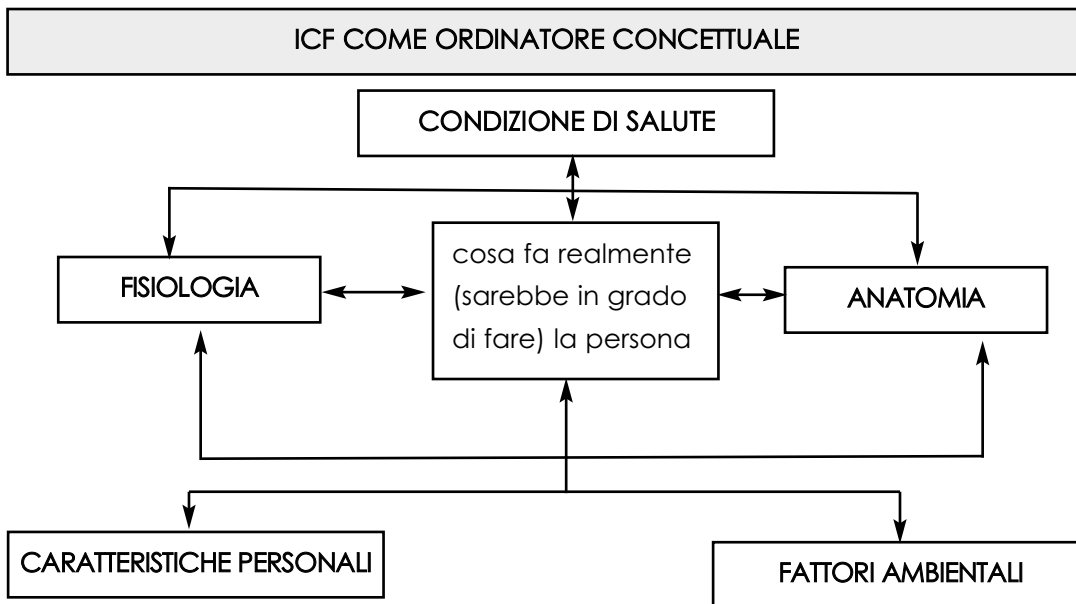 ICF COME ORDINATORE CONCETTUALE
CONDIZIONE DI SALUTE
FISIOLOGIA
cosa fa realmente
(sarebbe in grado
di fare) la persona
ANATOMIA
CARATTERISTICHE PERSONALI
FATTORI AMBIENTALI